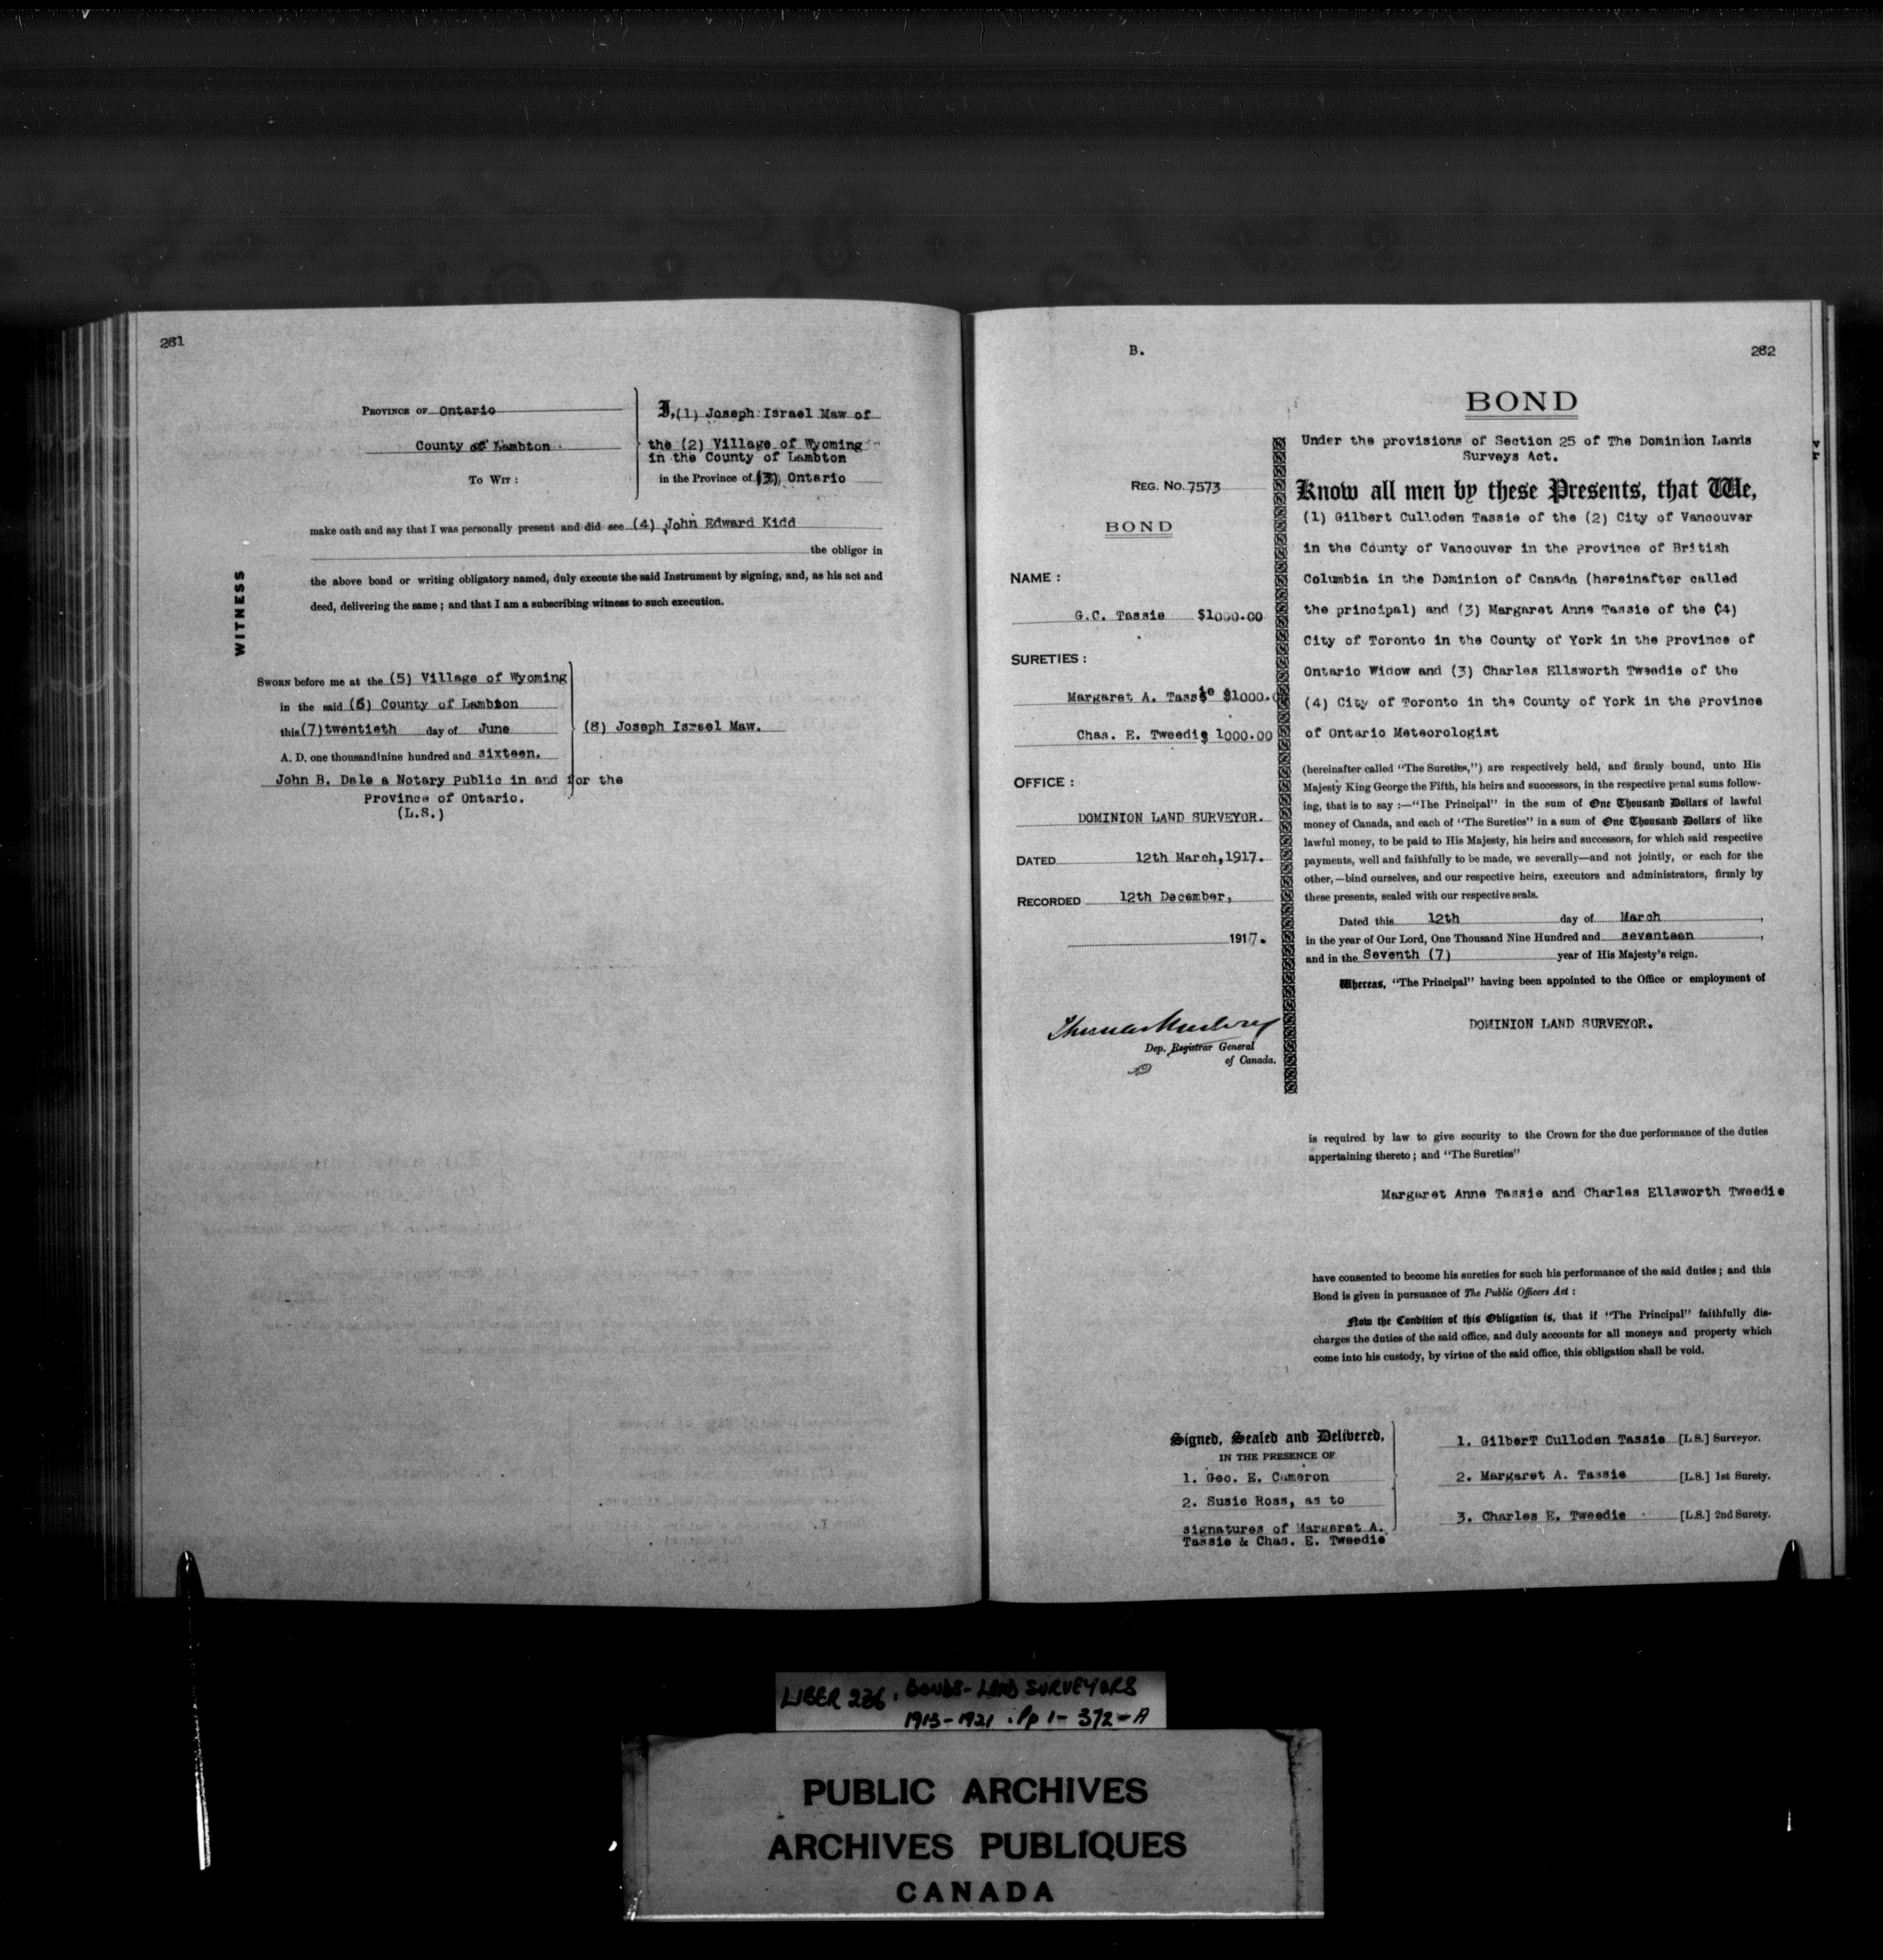 281
PROVINCE OF Ontario
County of Lambton
TO WIT :
I,(1) Joseph Israel Maw of
the (2) Village of Wyoming
in the County of Lambton
in the Province of (3) Ontario
make oath and say that I was personally present and did see (4) John Edward Kidd
the obligor in
the above bond or writing obligatory named, duly execute the said Instrument by signing, and, as his act and
deed, delivering the same ; and that I am a subscribing witness to such execution.
WITNESS
SWORN before me at the (5) Village of Wyoming
in the said (6) County of Lambton
this (7) twentieth day of June
A. D. one thousand nine hundred and sixteen.
John B. Dale a Notary Public in and for the
Province of Ontario.
(L.S.)
(8) Joseph Israel Maw.
B.
282
REG. NO. 7573
BOND
NAME :
G.C. Tassie $1000.00
SURETIES :
Margaret A. Tassie $1000.
Chas. E. Tweedie 1000.00
OFFICE :
DOMINION LAND SURVEYOR.
DATED 12th March, 1917.
RECORDED 12th December,
1917.
Dep. Registrar General
of Canada.
BOND
Under the provisions of Section 25 of The Dominion Lands
Surveys Act.
Know all men by these Presents, that We,
(1) Gilbert Culloden Tassie of the (2) City of Vancouver
in the County of Vancouver in the Province of British
Columbia in the Dominion of Canada (hereinafter called
the principal) and (3) Margaret Anne Tassie of the (4)
City of Toronto in the County of York in the Province of
Ontario Widow and (3) Charles Ellsworth Tweedie of the
(4) City of Toronto in the County of York in the Province
of Ontario Meteorologist
(hereinafter called "The Sureties,") are respectively held, and firmly bound, unto His
Majesty King George the Fifth, his heirs and successors, in the respective penal sums follow-
ing, that is to say :—"The Principal" in the sum of One Thousand Dollars of lawful
money of Canada, and each of "The Sureties" in a sum of One Thousand Dollars of like
lawful money, to be paid to His Majesty, his heirs and successors, for which said respective
payments, well and faithfully to be made, we severally—and not jointly, or each for the
other,—bind ourselves, and our respective heirs, executors and administrators, firmly by
these presents, sealed with our respective seals.
Dated this 12th day of March ,
in the year of Our Lord, One Thousand Nine Hundred and seventeen ,
and in the Seventh (7) year of His Majesty's reign.
Whereas, "The Principal" having been appointed to the Office or employment of
DOMINION LAND SURVEYOR.
is required by law to give security to the Crown for the due performance of the duties
appertaining thereto ; and "The Sureties"
Margaret Anne Tassie and Charles Ellsworth Tweedie
have consented to become his sureties for such his performance of the said duties ; and this
Bond is given in pursuance of The Public Officers Act :
Now the Condition of this Obligation is, that if "The Principal" faithfully dis-
charges the duties of the said office, and duly accounts for all moneys and property which
come into his custody, by virtue of the said office, this obligation shall be void.
Signed, Sealed and Delivered,
IN THE PRESENCE OF
1. Geo. E. Cameron
2. Susie Ross, as to
signatures of Margaret A.
Tassie & Chas. E. Tweedie
1. GilberT Culloden Tassie [L.S.] Surveyor.
2. Margaret A. Tassie [L.S.] 1st Surety.
3. Charles E. Tweedie [L.S.] 2nd Surety.
LIBER 236. BONDS - LAND SURVEYORS
1913-1921 . Pp 1- 372-A
PUBLIC ARCHIVES
ARCHIVES PUBLIQUES
CANADA